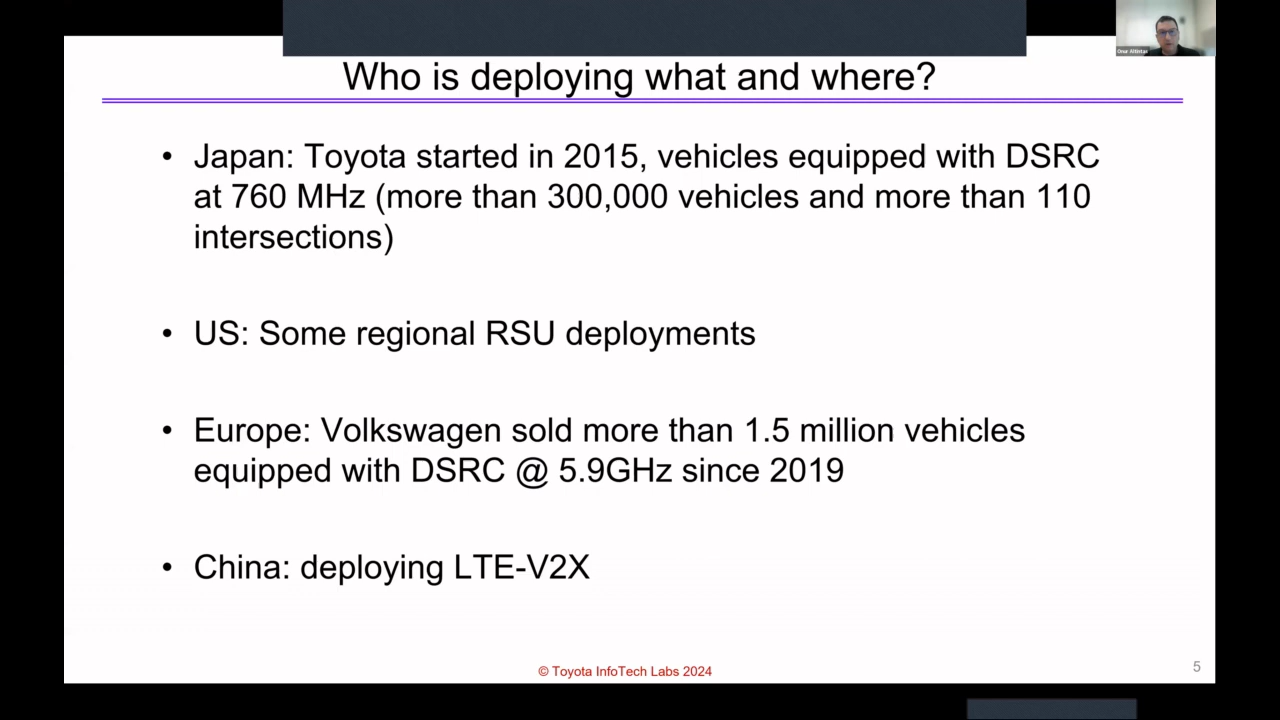 Onur Altintas
Who is deploying what and where?
• Japan: Toyota started in 2015, vehicles equipped with DSRC
at 760 MHz (more than 300,000 vehicles and more than 110
intersections)
• US: Some regional RSU deployments
• Europe: Volkswagen sold more than 1.5 million vehicles
equipped with DSRC @ 5.9GHz since 2019
• China: deploying LTE-V2X
© Toyota InfoTech Labs 2024
5